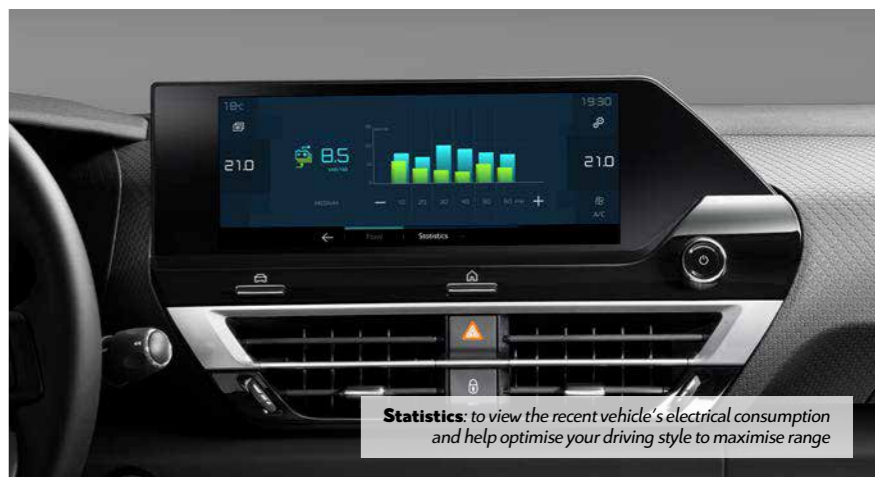 18°C
19:30
21.0
8.5
21.0
MEDIUM
10 20 30 40 50 60
A/C
Flow
Statistics
Statistics: to view the recent vehicle's electrical consumption
and help optimise your driving style to maximise range